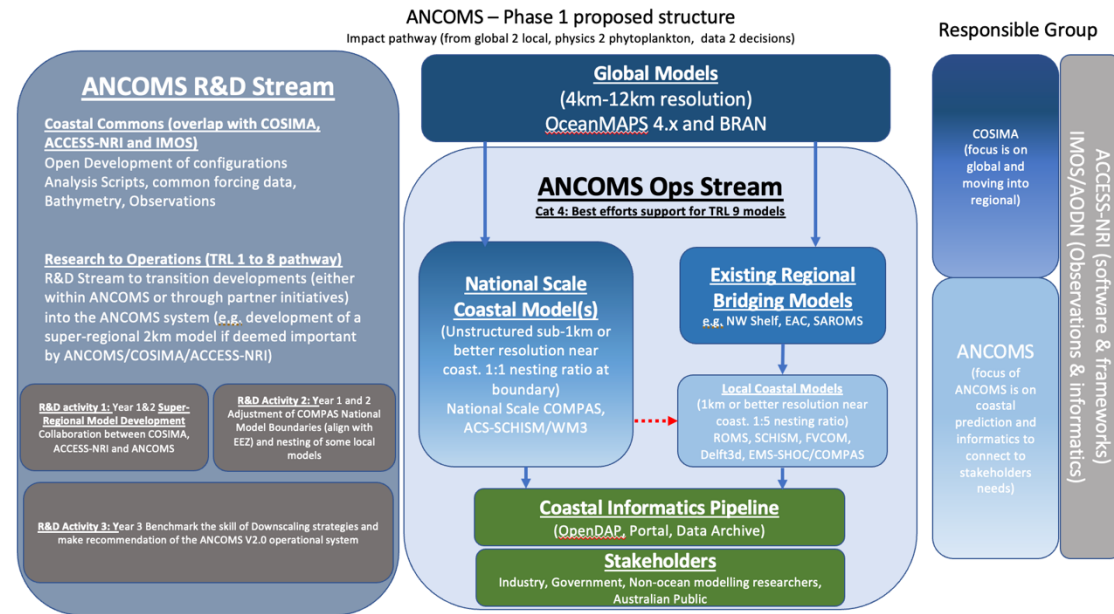 ANCOMS – Phase 1 proposed structure
Impact pathway (from global 2 local, physics 2 phytoplankton, data 2 decisions)
Responsible Group
ANCOMS R&D Stream
Coastal Commons (overlap with COSIMA,
ACCESS-NRI and IMOS)
Open Development of configurations
Analysis Scripts, common forcing data,
Bathymetry, Observations
Research to Operations (TRL 1 to 8 pathway)
R&D Stream to transition developments (either
within ANCOMS or through partner initiatives)
into the ANCOMS system (e.g. development of a
super-regional 2km model if deemed important
by ANCOMS/COSIMA/ACCESS-NRI)
R&D activity 1: Year 1&2 Super-
Regional Model Development
Collaboration between COSIMA,
ACCESS-NRI and ANCOMS
R&D Activity 2: Year 1 and 2
Adjustment of COMPAS National
Model Boundaries (align with
EEZ) and nesting of some local
models
R&D Activity 3: Year 3 Benchmark the skill of Downscaling strategies and
make recommendation of the ANCOMS V2.0 operational system
Global Models
(4km-12km resolution)
OceanMAPS 4.x and BRAN
ANCOMS Ops Stream
Cat 4: Best efforts support for TRL 9 models
National Scale
Coastal Model(s)
(Unstructured sub-1km or
better resolution near
coast. 1:1 nesting ratio at
boundary)
National Scale COMPAS,
ACS-SCHISM/WM3
Existing Regional
Bridging Models
e.g. NW Shelf, EAC, SAROMS
Local Coastal Models
(1km or better resolution near
coast. 1:5 nesting ratio)
ROMS, SCHISM, FVCOM,
Delft3d, EMS-SHOC/COMPAS
Coastal Informatics Pipeline
(OpenDAP, Portal, Data Archive)
Stakeholders
Industry, Government, Non-ocean modelling researchers,
Australian Public
COSIMA
(focus is on
global and
moving into
regional)
ANCOMS
(focus of
ANCOMS is on
coastal
prediction
and
informatics to
connect to
stakeholders
needs)
ACCESS-NRI (software & frameworks)
IMOS/AODN (Observations & informatics)